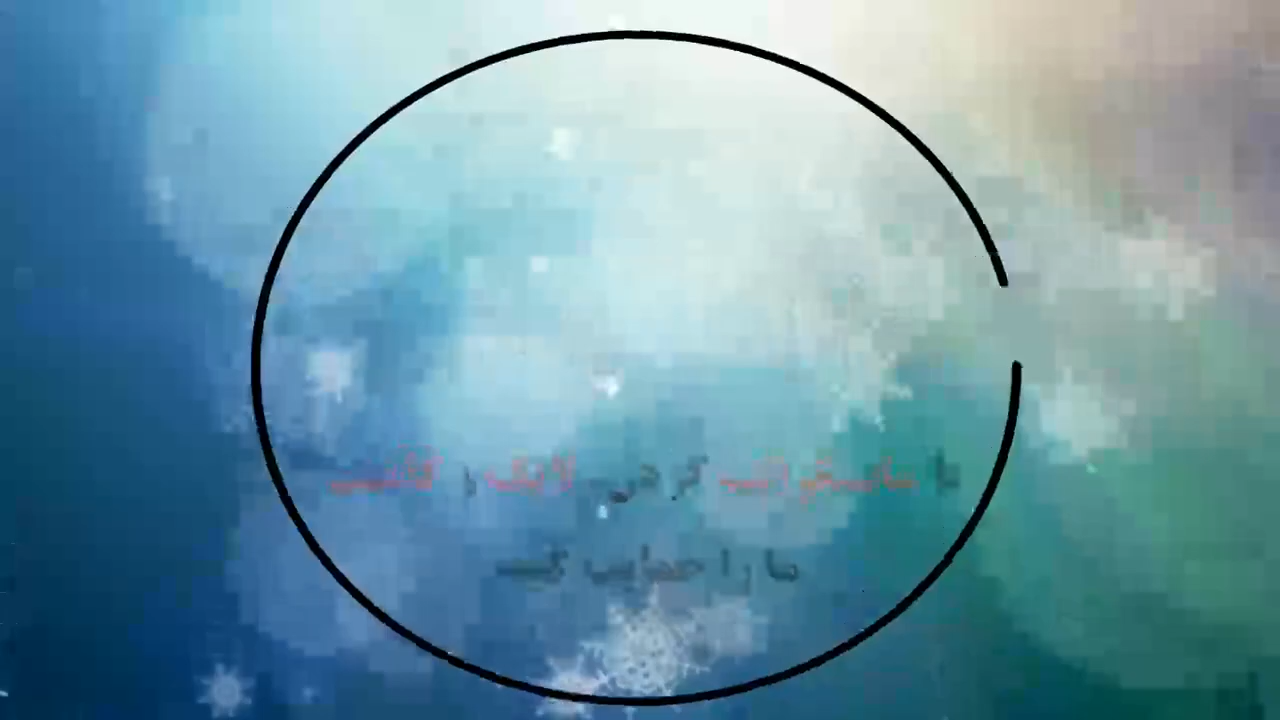 با سابسکرایب کردن، لایک و کامنت
ما را حمایت کنید